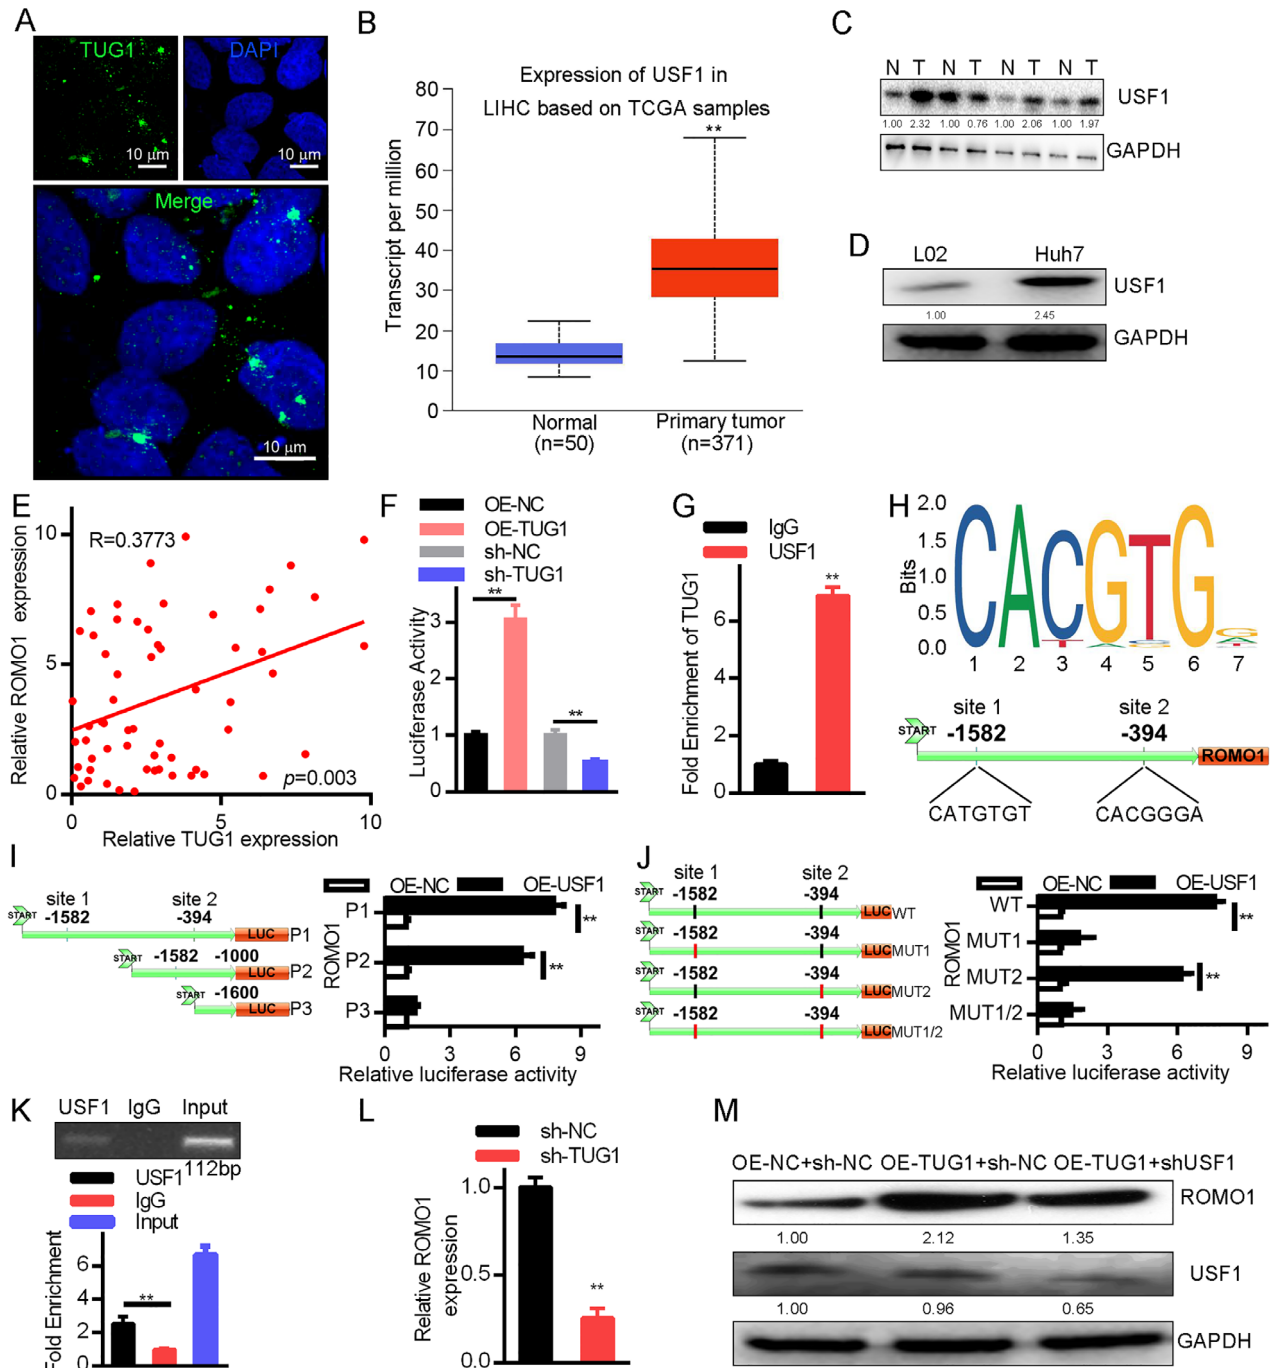 A
TUG1
DAPI
10 µm
10 µm
Merge
10 µm
B
Expression of USF1 in
LIHC based on TCGA samples
**
Transcript per million
80
70
60
50
40
30
20
10
0
Normal
(n=50)
Primary tumor
(n=371)
C
N T N T N T N T
USF1
1.00 2.32 1.00 0.76 1.00 2.06 1.00 1.97
GAPDH
D
L02 Huh7
USF1
1.00 2.45
GAPDH
E
R=0.3773
p=0.003
Relative ROMO1 expression
10
5
0
0 5 10
Relative TUG1 expression
F
OE-NC
OE-TUG1
sh-NC
sh-TUG1
**
**
Luciferase Activity
3
2
1
0
G
IgG
USF1
**
Fold Enrichment of TUG1
6
4
2
0
H
Bits
2.0
1.5
1.0
0.5
0.0
CACGTG
1 2 3 4 5 6 7
site 1 site 2
START -1582 -394
ROMO1
CATGTGT CACGGGA
I
site 1 site 2
START -1582 -394
LUC P1
START -1582 -1000
LUC P2
START -1600
LUC P3
OE-NC OE-USF1
ROMO1
P1
**
P2
**
P3
0 3 6 9
Relative luciferase activity
J
site 1 site 2
START -1582 -394
LUC WT
START -1582 -394
LUC MUT1
START -1582 -394
LUC MUT2
START -1582 -394
LUC MUT1/2
OE-NC OE-USF1
ROMO1
WT
**
MUT1
MUT2
**
MUT1/2
0 3 6 9
Relative luciferase activity
K
USF1 IgG Input
112bp
USF1
IgG
Input
**
Fold Enrichment
6
4
2
0
L
sh-NC
sh-TUG1
**
Relative ROMO1
expression
1.0
0.5
0.0
M
OE-NC+sh-NC OE-TUG1+sh-NC OE-TUG1+shUSF1
ROMO1
1.00 2.12 1.35
USF1
1.00 0.96 0.65
GAPDH